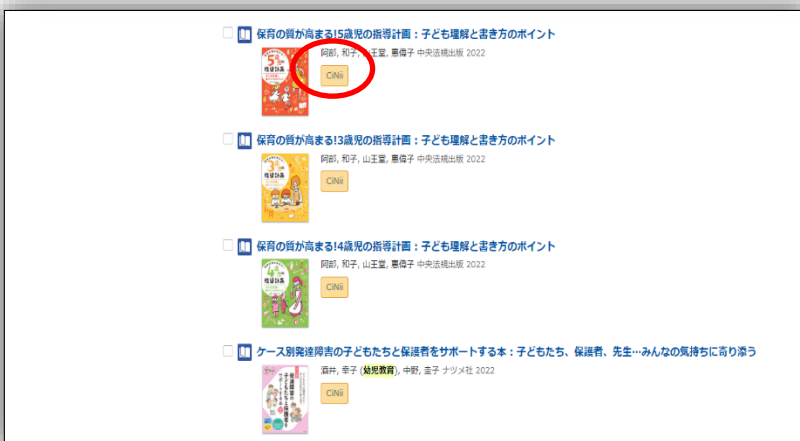 保育の質が高まる!5歳児の指導計画：子ども理解と書き方のポイント
阿部, 和子, 山王堂, 惠偉子 中央法規出版 2022
CiNii
保育の質が高まる!3歳児の指導計画：子ども理解と書き方のポイント
阿部, 和子, 山王堂, 惠偉子 中央法規出版 2022
CiNii
保育の質が高まる!4歳児の指導計画：子ども理解と書き方のポイント
阿部, 和子, 山王堂, 惠偉子 中央法規出版 2022
CiNii
ケース別発達障害の子どもたちと保護者をサポートする本：子どもたち、保護者、先生…みんなの気持ちに寄り添う
酒井, 幸子 (幼児教育), 中野, 圭子 ナツメ社 2022
CiNii